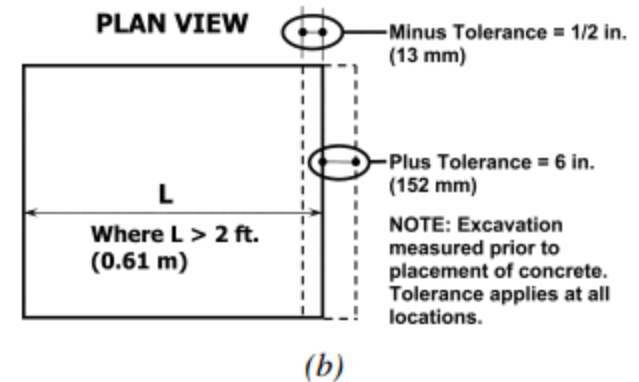 PLAN VIEW
Minus Tolerance = 1/2 in.
(13 mm)
Plus Tolerance = 6 in.
(152 mm)
L
Where L > 2 ft.
(0.61 m)
NOTE: Excavation
measured prior to
placement of concrete.
Tolerance applies at all
locations.
(b)